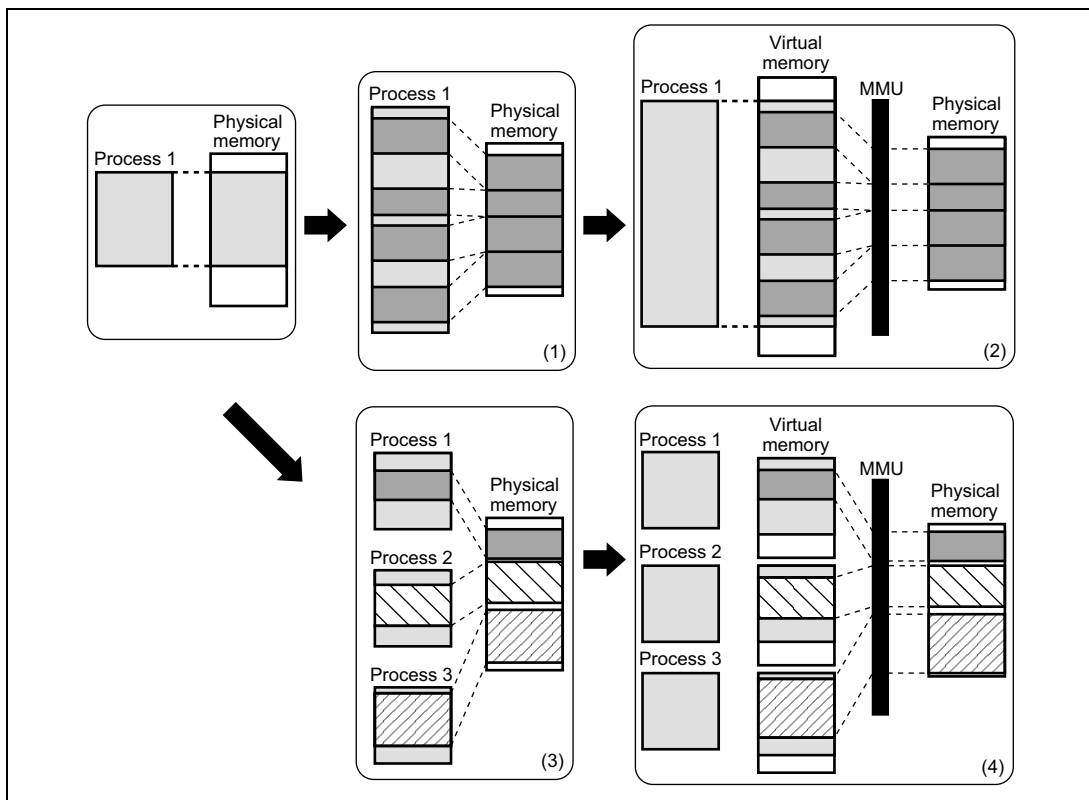 Process 1
Physical
memory
Process 1
Physical
memory
(1)
Process 1
Virtual
memory
MMU
Physical
memory
(2)
Process 1
Process 2
Process 3
Physical
memory
(3)
Process 1
Process 2
Process 3
Virtual
memory
MMU
Physical
memory
(4)